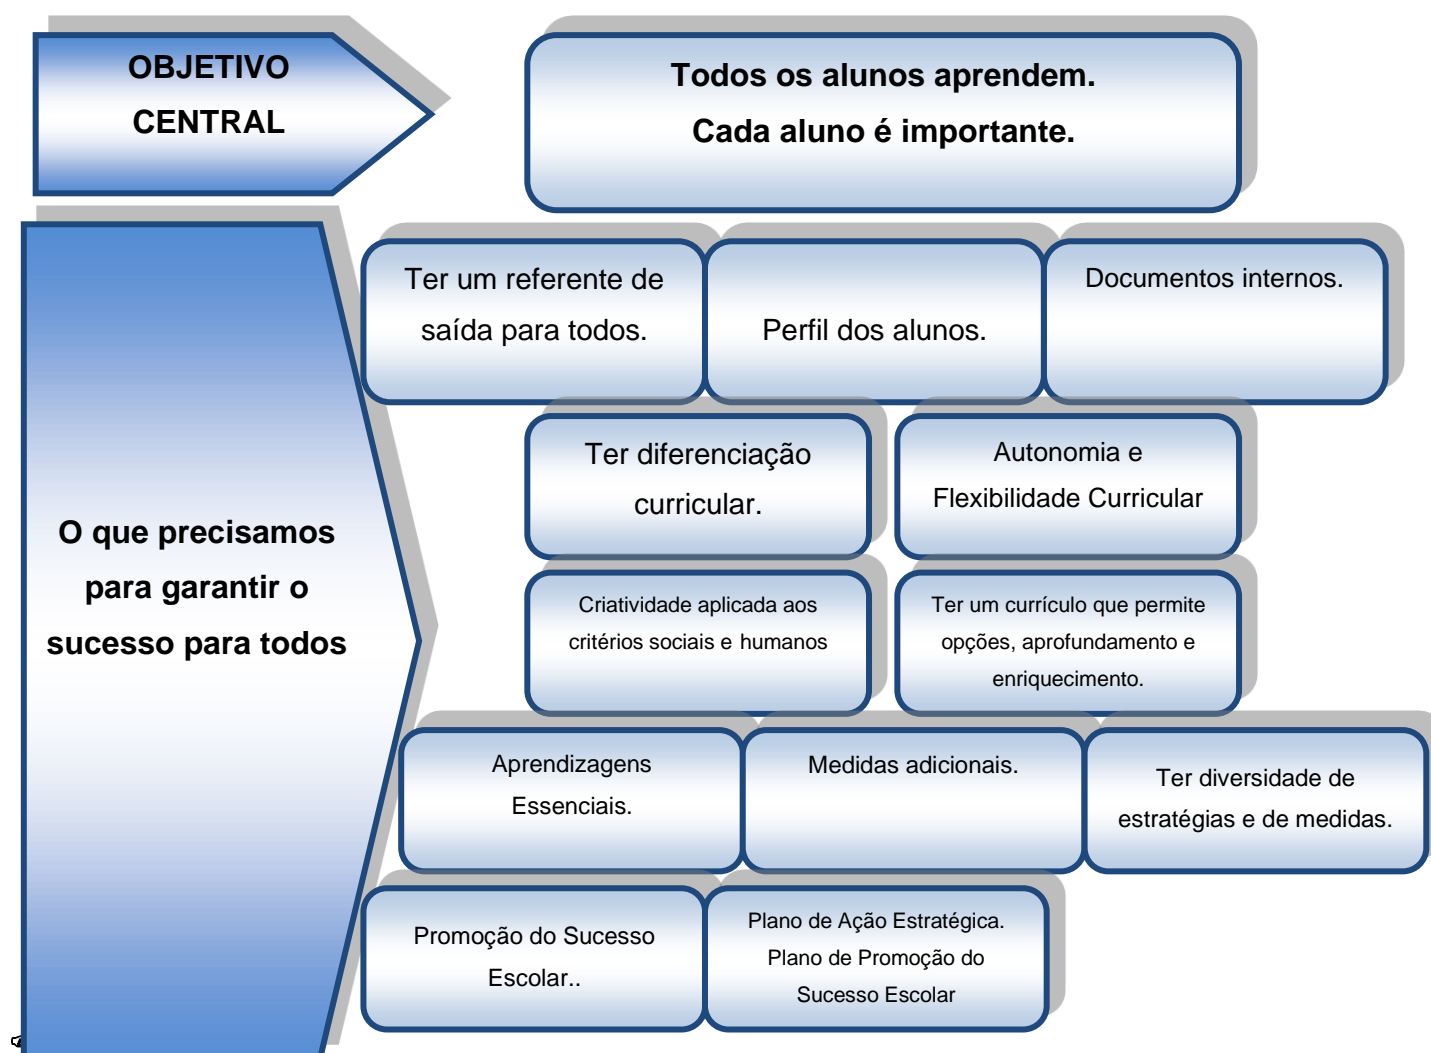 OBJETIVO
CENTRAL
Todos os alunos aprendem.
Cada aluno é importante.
O que precisamos
para garantir o
sucesso para todos
Ter um referente de
saída para todos.
Perfil dos alunos.
Documentos internos.
Ter diferenciação
curricular.
Autonomia e
Flexibilidade Curricular
Criatividade aplicada aos
critérios sociais e humanos
Ter um currículo que permite
opções, aprofundamento e
enriquecimento.
Aprendizagens
Essenciais.
Medidas adicionais.
Ter diversidade de
estratégias e de medidas.
Promoção do Sucesso
Escolar..
Plano de Ação Estratégica.
Plano de Promoção do
Sucesso Escolar